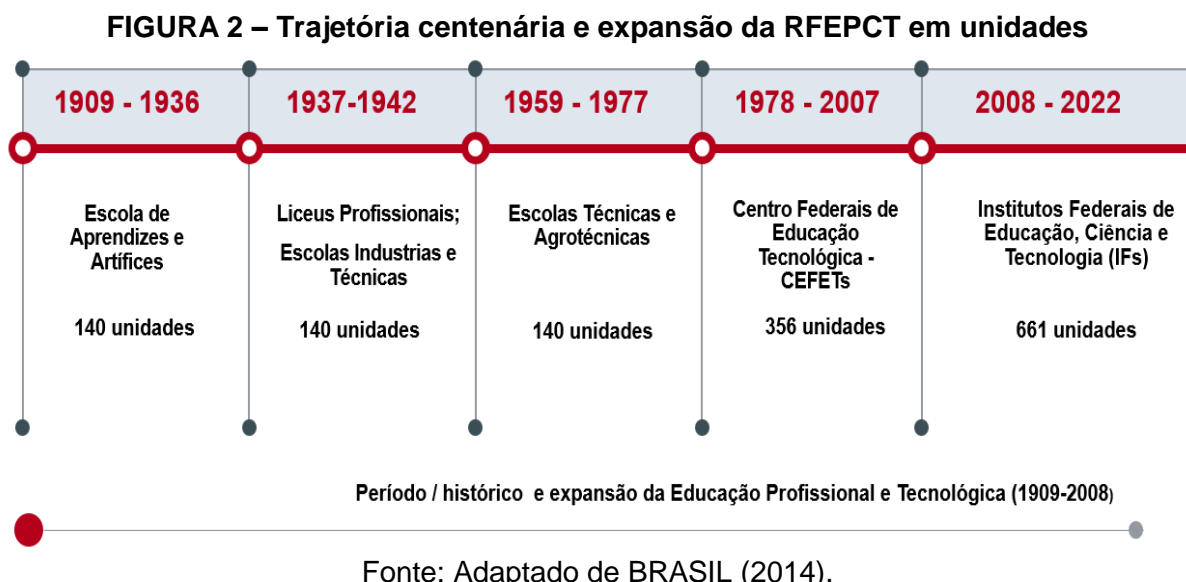 FIGURA 2 – Trajetória centenária e expansão da RFEPCT em unidades
1909 - 1936
1937-1942
1959 - 1977
1978 - 2007
2008 - 2022
Escola de
Aprendizes e
Artífices
140 unidades
Liceus Profissionais;
Escolas Industrias e
Técnicas
140 unidades
Escolas Técnicas e
Agrotécnicas
140 unidades
Centro Federais de
Educação
Tecnológica -
CEFETs
356 unidades
Institutos Federais de
Educação, Ciência e
Tecnologia (IFs)
661 unidades
Período / histórico e expansão da Educação Profissional e Tecnológica (1909-2008)
Fonte: Adaptado de BRASIL (2014).